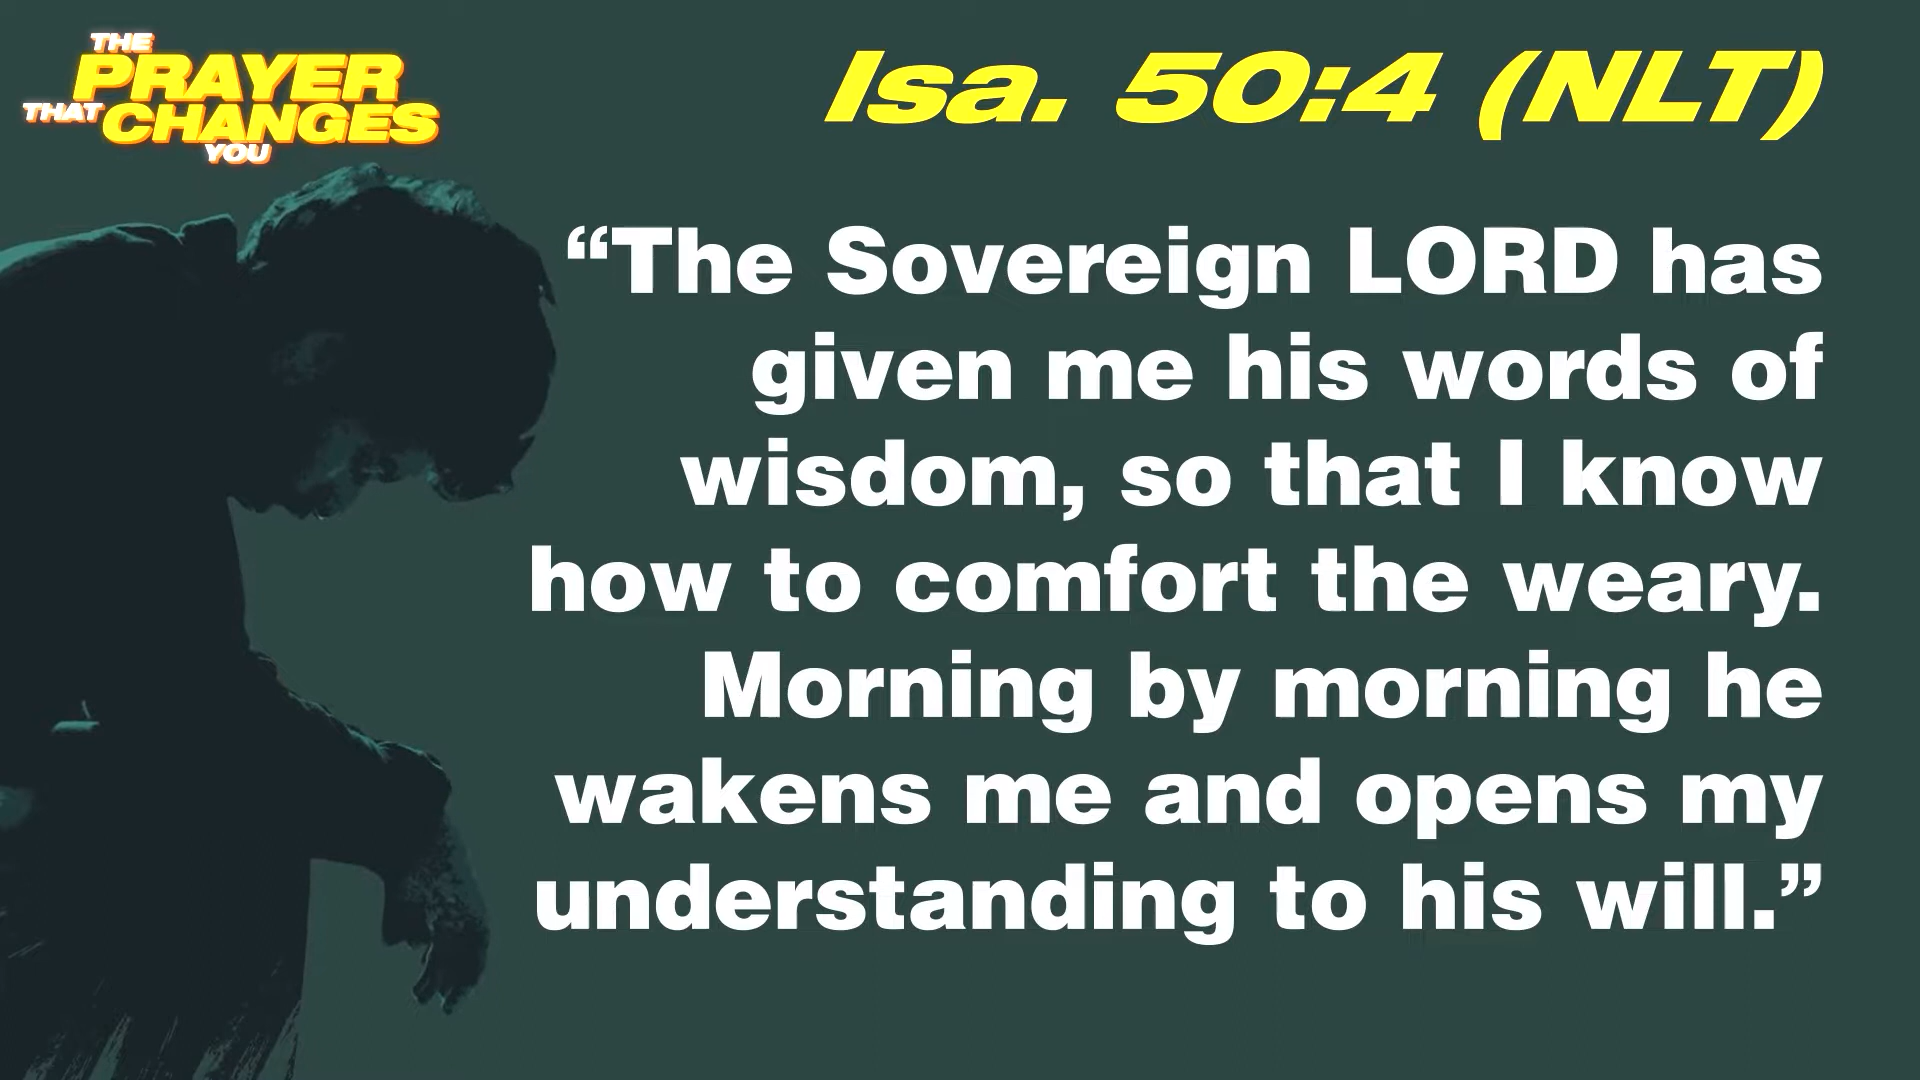 THE
PRAYER
THAT CHANGES
YOU
Isa. 50:4 (NLT)
“The Sovereign LORD has
given me his words of
wisdom, so that I know
how to comfort the weary.
Morning by morning he
wakens me and opens my
understanding to his will.”